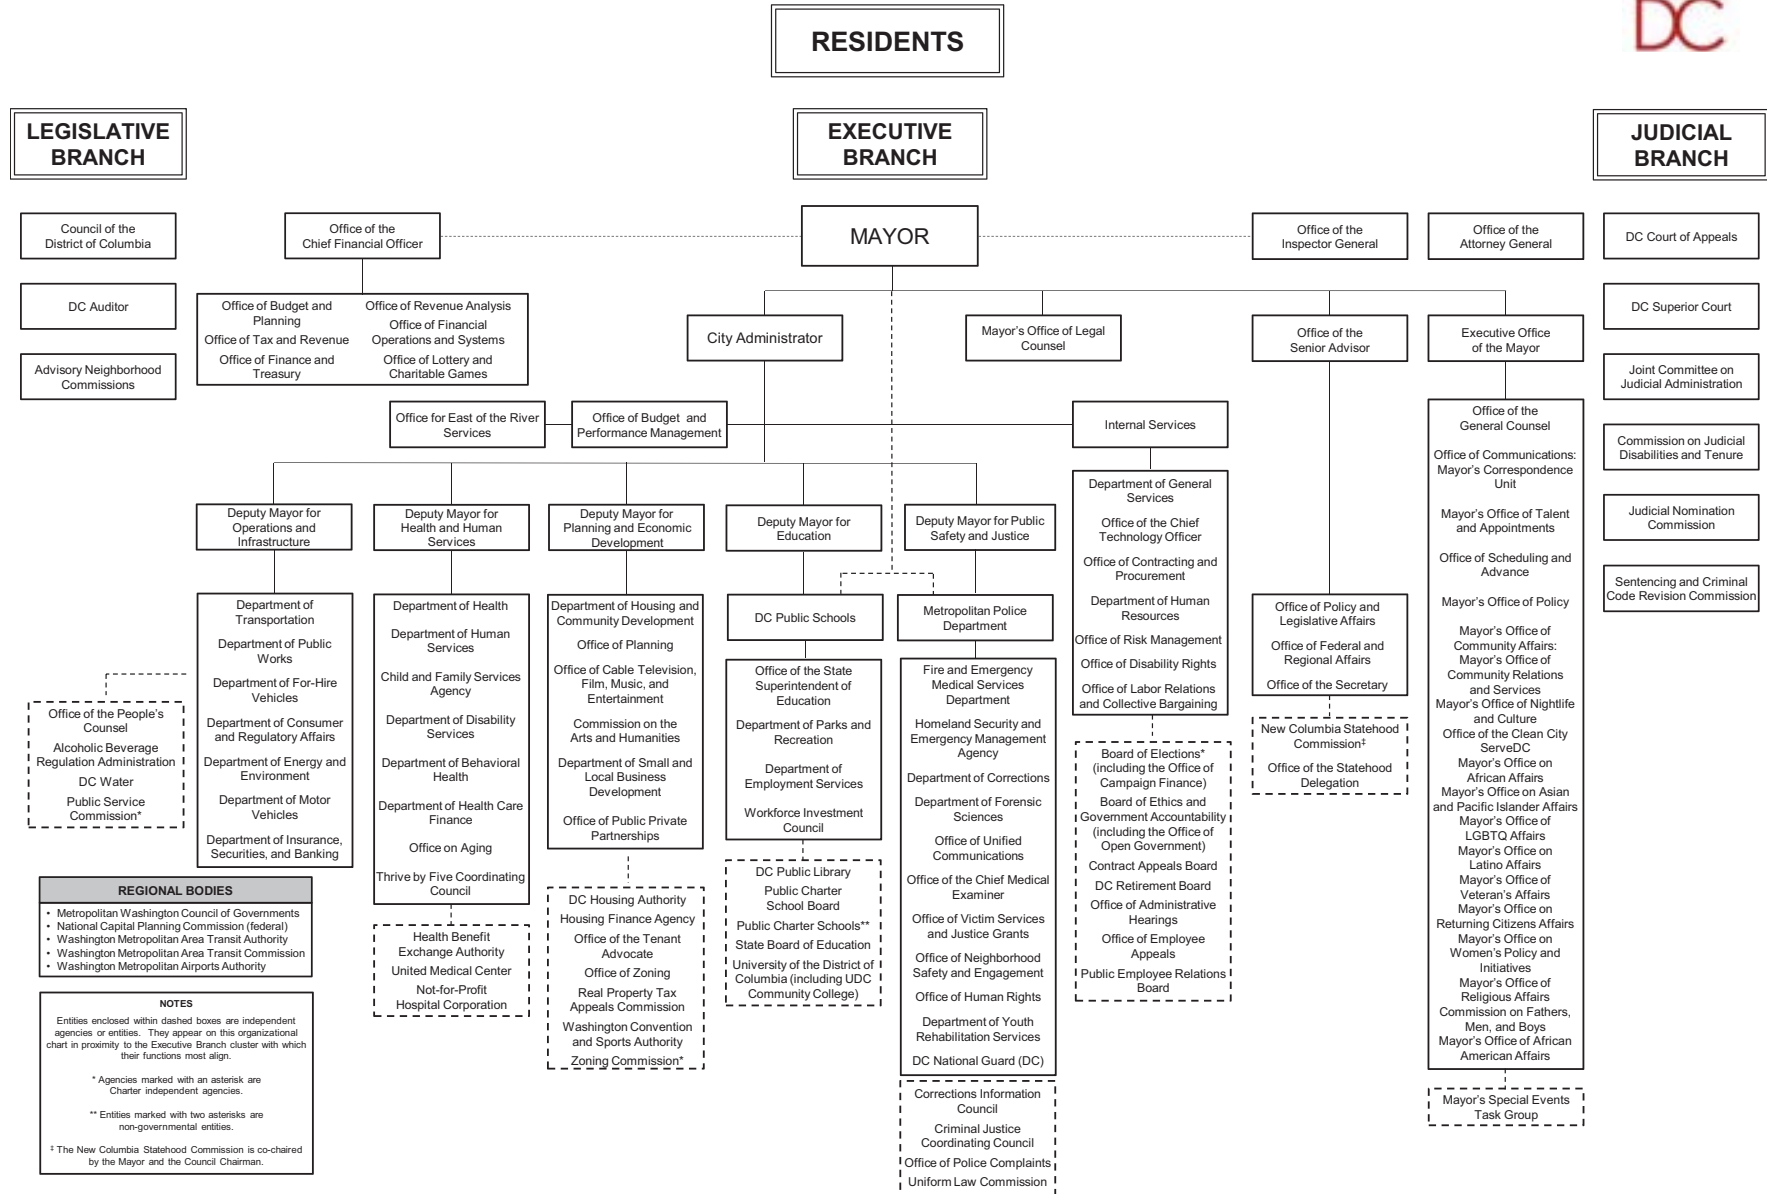 DC
RESIDENTS
LEGISLATIVE
BRANCH
EXECUTIVE
BRANCH
JUDICIAL
BRANCH
Council of the
District of Columbia
DC Auditor
Advisory Neighborhood
Commissions
Office of the
Chief Financial Officer
MAYOR
Office of the
Inspector General
Office of the
Attorney General
DC Court of Appeals
DC Superior Court
Joint Committee on
Judicial Administration
Commission on Judicial
Disabilities and Tenure
Judicial Nomination
Commission
Sentencing and Criminal
Code Revision Commission
Office of Budget and
Planning
Office of Tax and Revenue
Office of Finance and
Treasury
Office of Revenue Analysis
Office of Financial
Operations and Systems
Office of Lottery and
Charitable Games
City Administrator
Mayor's Office of Legal
Counsel
Office of the
Senior Advisor
Executive Office
of the Mayor
Office for East of the River
Services
Office of Budget and
Performance Management
Internal Services
Deputy Mayor for
Operations and
Infrastructure
Deputy Mayor for
Health and Human
Services
Deputy Mayor for
Planning and Economic
Development
Deputy Mayor for
Education
Deputy Mayor for Public
Safety and Justice
Department of
Transportation
Department of Public
Works
Department of For-Hire
Vehicles
Department of Consumer
and Regulatory Affairs
Department of Energy and
Environment
Department of Motor
Vehicles
Department of Insurance,
Securities, and Banking
Office of the People's
Counsel
Alcoholic Beverage
Regulation Administration
DC Water
Public Service
Commission*
Department of Health
Department of Human
Services
Child and Family Services
Agency
Department of Disability
Services
Department of Behavioral
Health
Department of Health Care
Finance
Office on Aging
Thrive by Five Coordinating
Council
Health Benefit
Exchange Authority
United Medical Center
Not-for-Profit
Hospital Corporation
Department of Housing and
Community Development
Office of Planning
Office of Cable Television,
Film, Music, and
Entertainment
Commission on the
Arts and Humanities
Department of Small and
Local Business
Development
Office of Public Private
Partnerships
DC Housing Authority
Housing Finance Agency
Office of the Tenant
Advocate
Office of Zoning
Real Property Tax
Appeals Commission
Washington Convention
and Sports Authority
Zoning Commission*
DC Public Schools
Office of the State
Superintendent of
Education
Department of Parks and
Recreation
Department of
Employment Services
Workforce Investment
Council
DC Public Library
Public Charter
School Board
Public Charter Schools**
State Board of Education
University of the District of
Columbia (including UDC
Community College)
Metropolitan Police
Department
Fire and Emergency
Medical Services
Department
Homeland Security and
Emergency Management
Agency
Department of Corrections
Department of Forensic
Sciences
Office of Unified
Communications
Office of the Chief Medical
Examiner
Office of Victim Services
and Justice Grants
Office of Neighborhood
Safety and Engagement
Office of Human Rights
Department of Youth
Rehabilitation Services
DC National Guard (DC)
Corrections Information
Council
Criminal Justice
Coordinating Council
Office of Police Complaints
Uniform Law Commission
Department of General
Services
Office of the Chief
Technology Officer
Office of Contracting and
Procurement
Department of Human
Resources
Office of Risk Management
Office of Disability Rights
Office of Labor Relations
and Collective Bargaining
Board of Elections*
(including the Office of
Campaign Finance)
Board of Ethics and
Government Accountability
(including the Office of
Open Government)
Contract Appeals Board
DC Retirement Board
Office of Administrative
Hearings
Office of Employee
Appeals
Public Employee Relations
Board
Office of Policy and
Legislative Affairs
Office of Federal and
Regional Affairs
Office of the Secretary
New Columbia Statehood
Commission‡
Office of the Statehood
Delegation
Office of the
General Counsel
Office of Communications:
Mayor's Correspondence
Unit
Mayor's Office of Talent
and Appointments
Office of Scheduling and
Advance
Mayor's Office of Policy
Mayor's Office of
Community Affairs:
Mayor's Office of
Community Relations
and Services
Mayor's Office of Nightlife
and Culture
Office of the Clean City
ServeDC
Mayor's Office on
African Affairs
Mayor's Office on Asian
and Pacific Islander Affairs
Mayor's Office of
LGBTQ Affairs
Mayor's Office on
Latino Affairs
Mayor's Office of
Veteran's Affairs
Mayor's Office on
Returning Citizens Affairs
Mayor's Office on
Women's Policy and
Initiatives
Mayor's Office of
Religious Affairs
Commission on Fathers,
Men, and Boys
Mayor's Office of African
American Affairs
Mayor's Special Events
Task Group
REGIONAL BODIES
• Metropolitan Washington Council of Governments
• National Capital Planning Commission (federal)
• Washington Metropolitan Area Transit Authority
• Washington Metropolitan Area Transit Commission
• Washington Metropolitan Airports Authority
NOTES
Entities enclosed within dashed boxes are independent
agencies or entities. They appear on this organizational
chart in proximity to the Executive Branch cluster with which
their functions most align.
* Agencies marked with an asterisk are
Charter independent agencies.
** Entities marked with two asterisks are
non-governmental entities.
‡ The New Columbia Statehood Commission is co-chaired
by the Mayor and the Council Chairman.